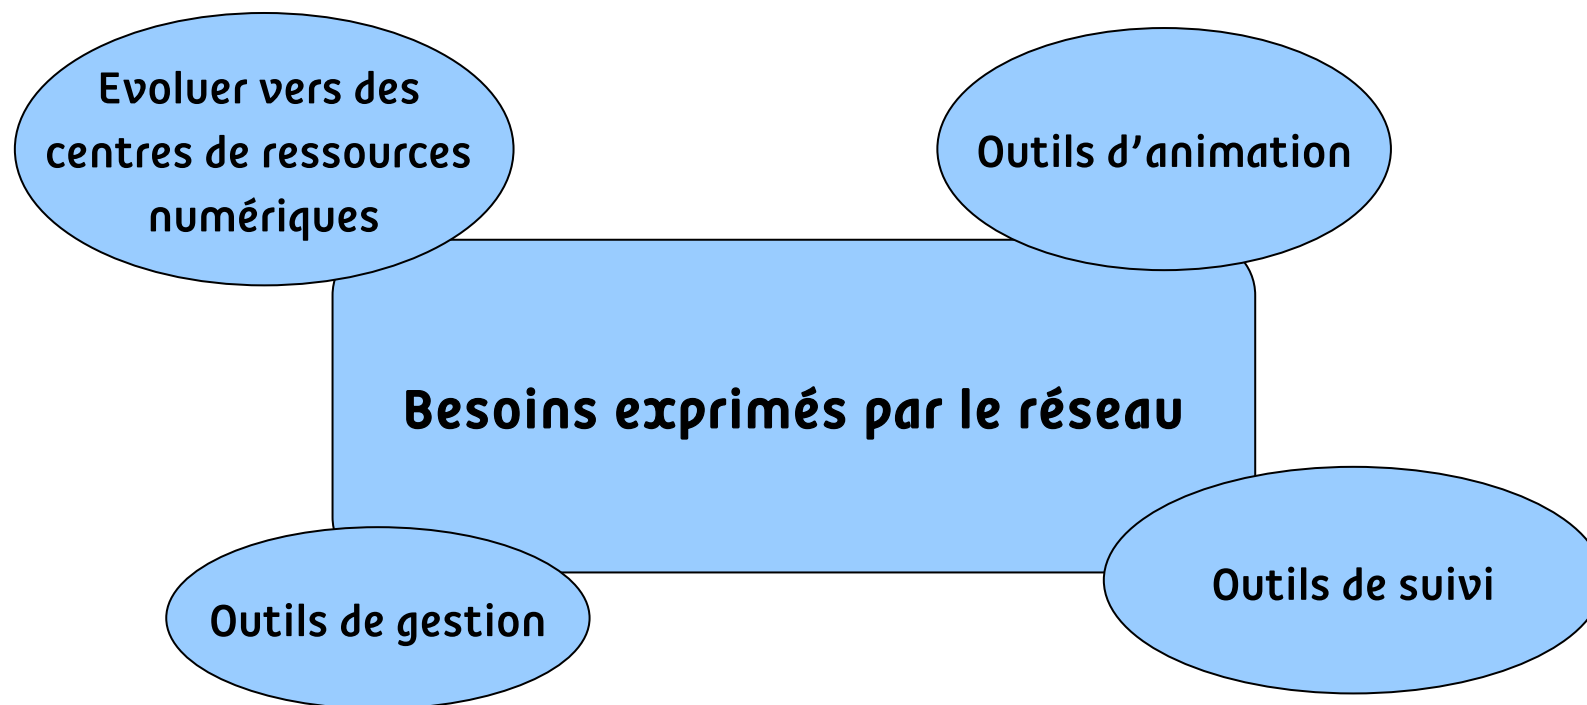 Evoluer vers des
centres de ressources
numériques
Outils d’animation
Besoins exprimés par le réseau
Outils de gestion
Outils de suivi